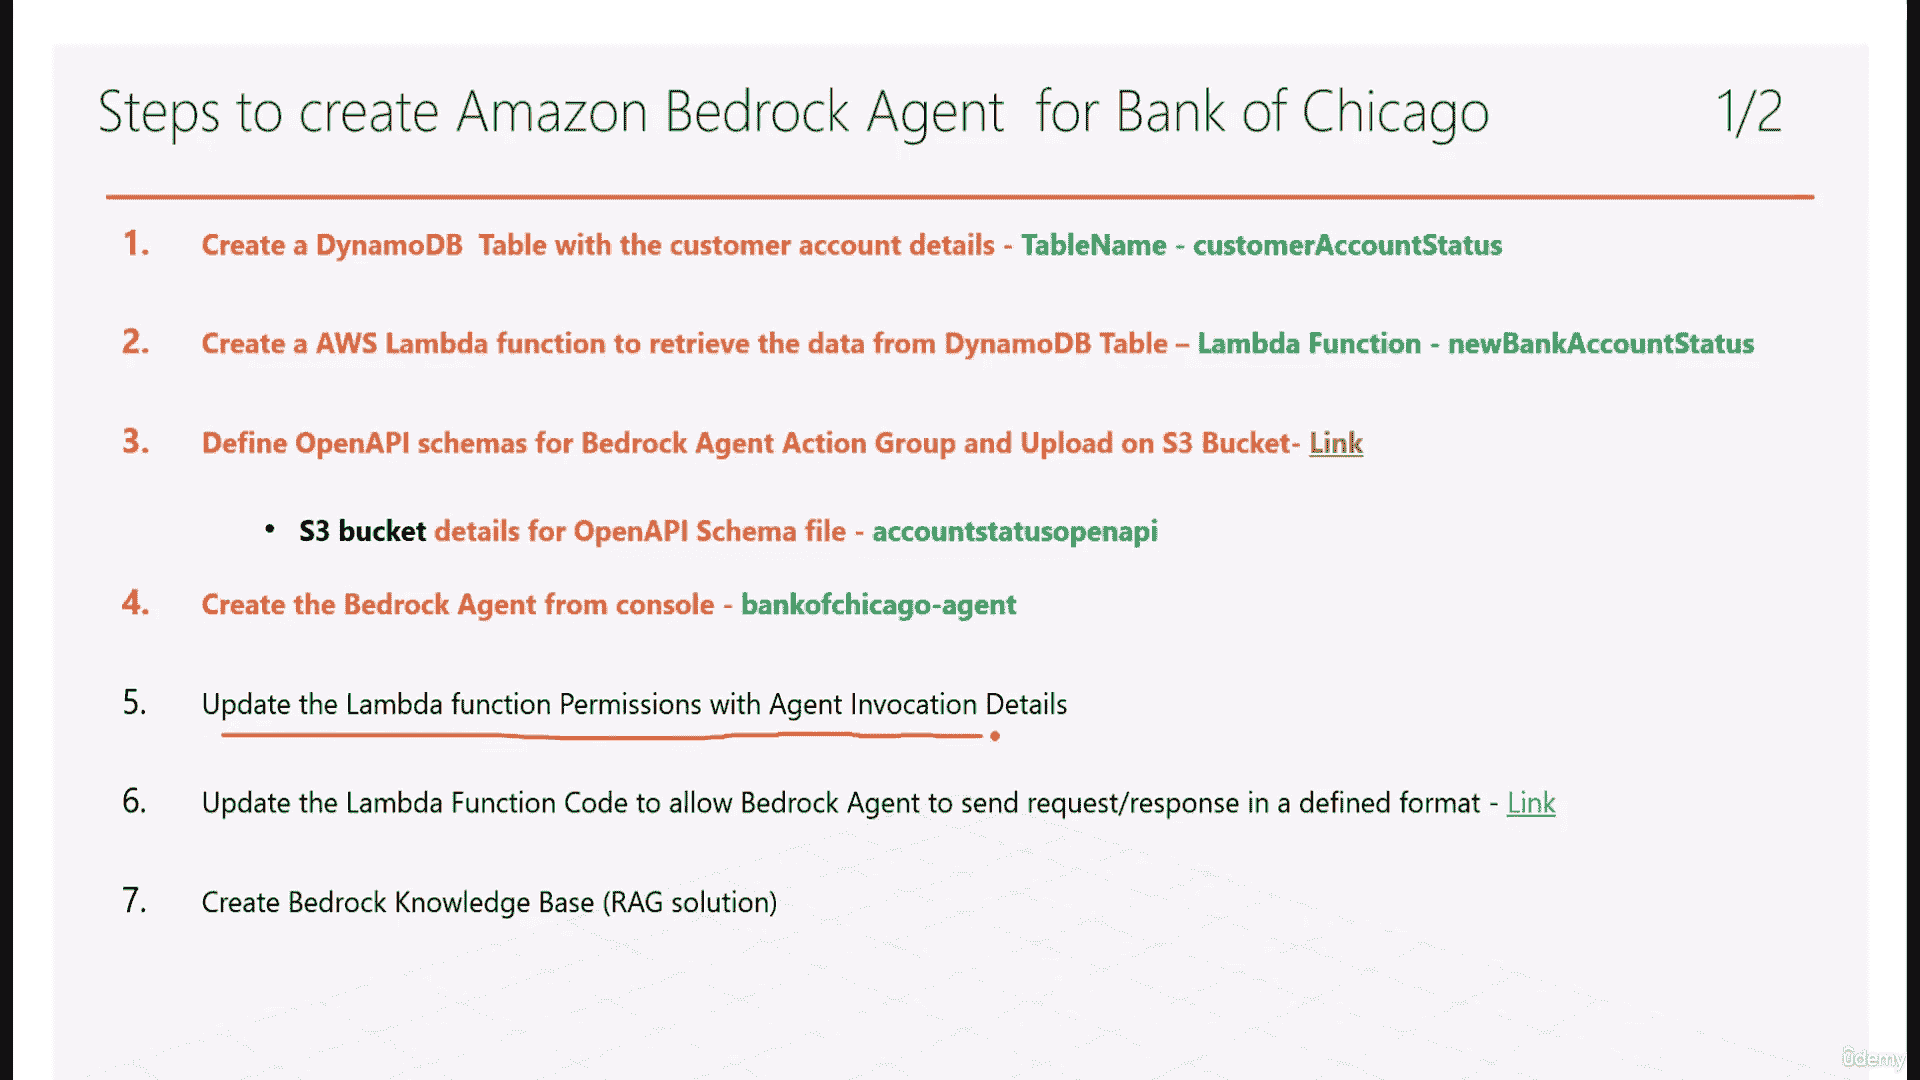 Steps to create Amazon Bedrock Agent for Bank of Chicago 1/2
1. Create a DynamoDB Table with the customer account details - TableName - customerAccountStatus
2. Create a AWS Lambda function to retrieve the data from DynamoDB Table – Lambda Function - newBankAccountStatus
3. Define OpenAPI schemas for Bedrock Agent Action Group and Upload on S3 Bucket- Link
• S3 bucket details for OpenAPI Schema file - accountstatusopenapi
4. Create the Bedrock Agent from console - bankofchicago-agent
5. Update the Lambda function Permissions with Agent Invocation Details
6. Update the Lambda Function Code to allow Bedrock Agent to send request/response in a defined format - Link
7. Create Bedrock Knowledge Base (RAG solution)
udemy